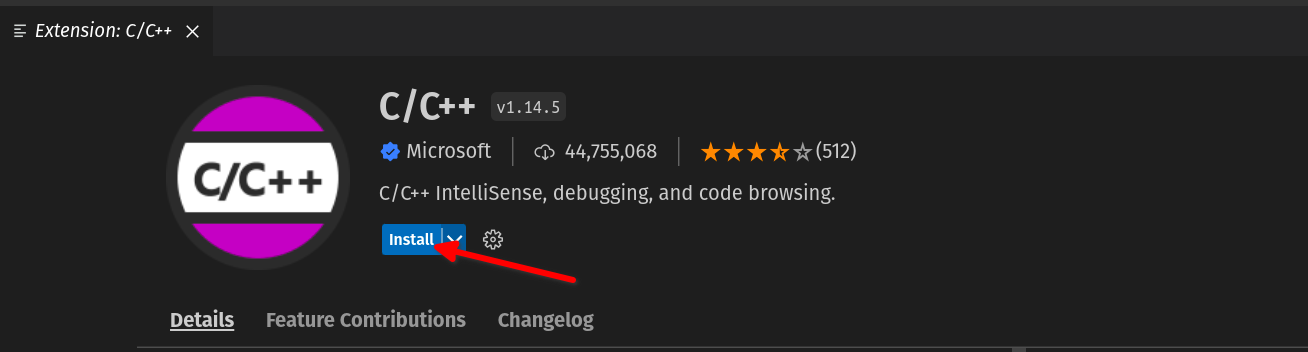 Extension: C/C++
C/C++ v1.14.5
C/C++
Microsoft 44,755,068 (512)
C/C++ IntelliSense, debugging, and code browsing.
Install
Details Feature Contributions Changelog